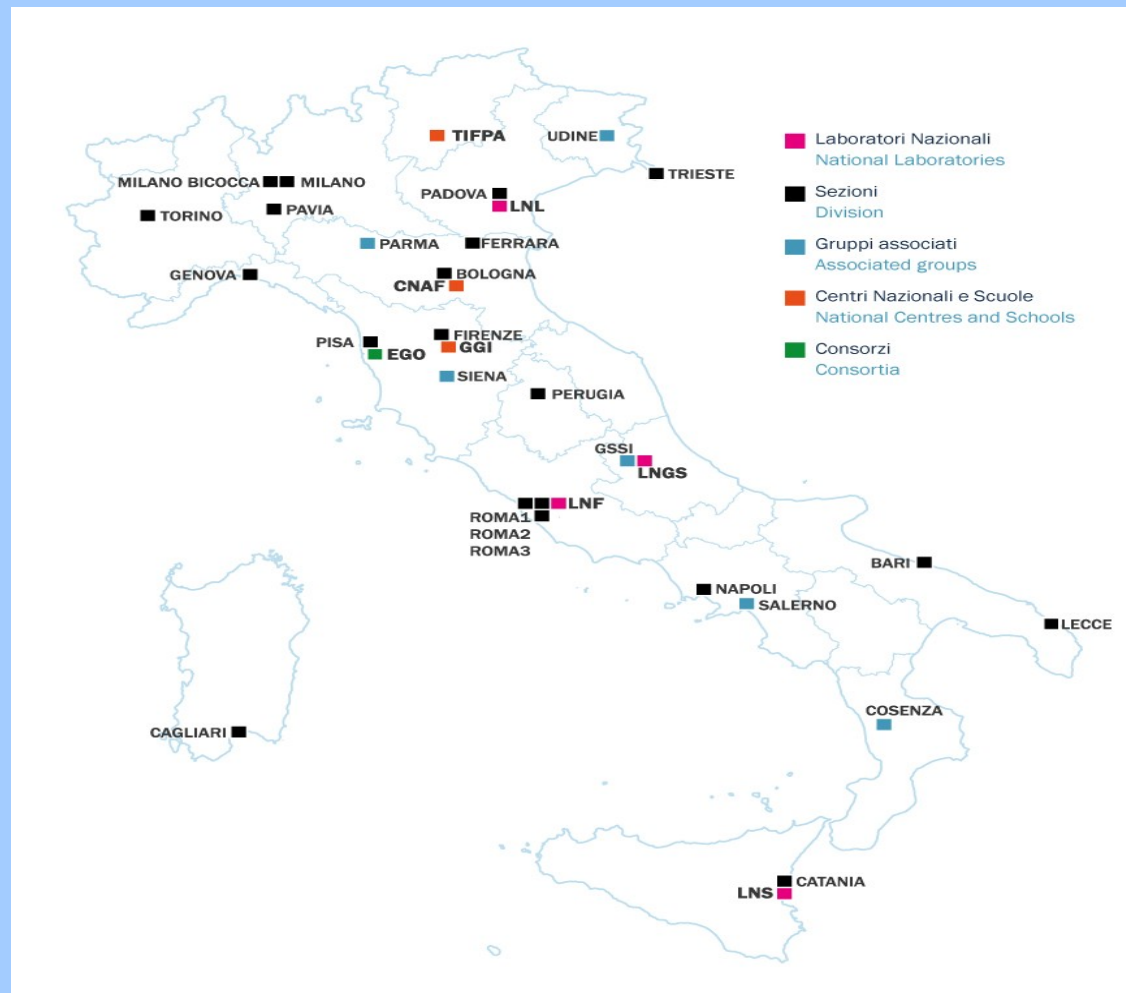 TIFPA
UDINE
TRIESTE
MILANO BICOCCA
MILANO
PADOVA
LNL
TORINO
PAVIA
PARMA
FERRARA
GENOVA
BOLOGNA
CNAF
PISA
FIRENZE
EGO
GGI
SIENA
PERUGIA
GSSI
LNGS
LNF
ROMA1
ROMA2
ROMA3
BARI
NAPOLI
SALERNO
LECCE
COSENZA
CAGLIARI
CATANIA
LNS
Laboratori Nazionali
National Laboratories
Sezioni
Division
Gruppi associati
Associated groups
Centri Nazionali e Scuole
National Centres and Schools
Consorzi
Consortia